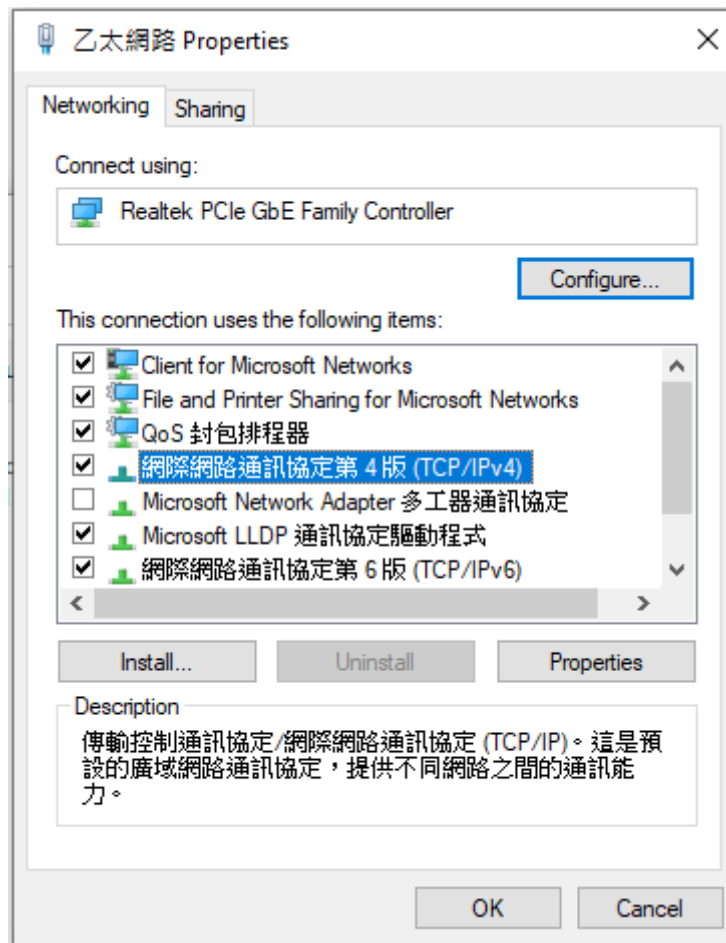 乙太網路 Properties
Networking
Sharing
Connect using:
Realtek PCIe GbE Family Controller
Configure...
This connection uses the following items:
Client for Microsoft Networks
File and Printer Sharing for Microsoft Networks
QoS 封包排程器
網際網路通訊協定第 4 版 (TCP/IPv4)
Microsoft Network Adapter 多工器通訊協定
Microsoft LLDP 通訊協定驅動程式
網際網路通訊協定第 6 版 (TCP/IPv6)
Install...
Uninstall
Properties
Description
傳輸控制通訊協定/網際網路通訊協定 (TCP/IP)。這是預
設的廣域網路通訊協定，提供不同網路之間的通訊能
力。
OK
Cancel